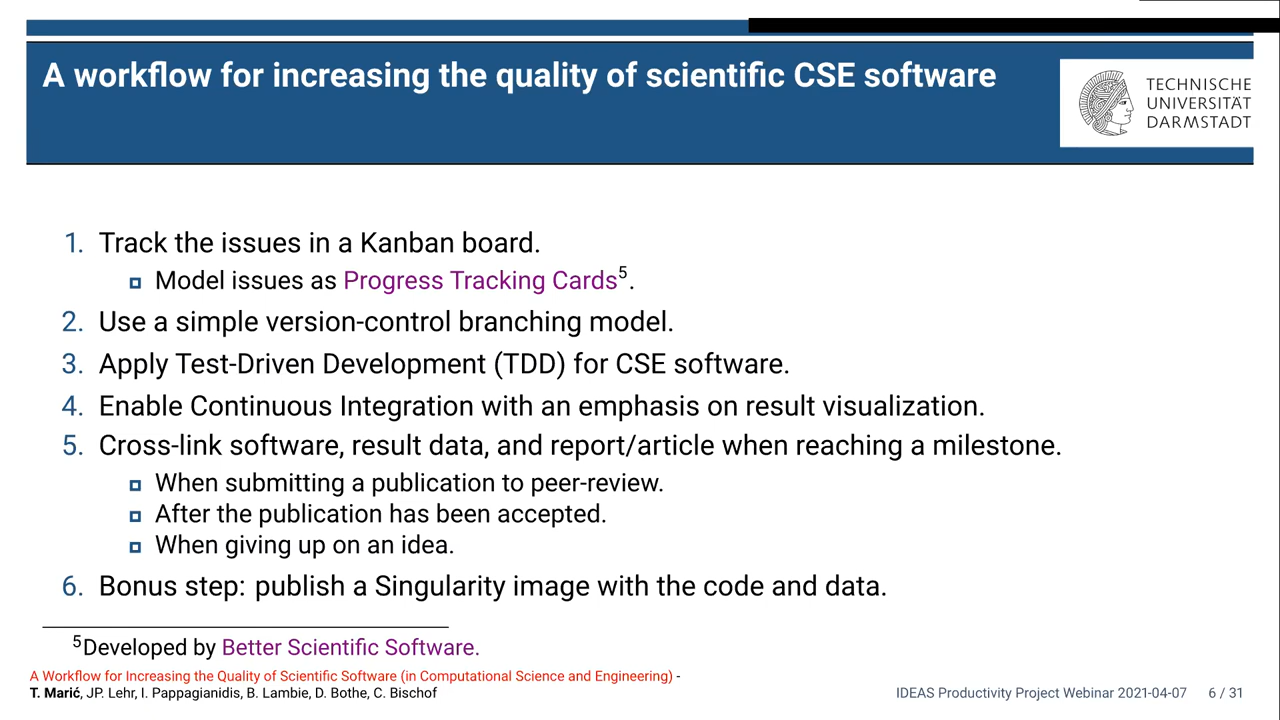 A workflow for increasing the quality of scientific CSE software
TECHNISCHE
UNIVERSITÄT
DARMSTADT
1. Track the issues in a Kanban board.
Model issues as Progress Tracking Cards5.
2. Use a simple version-control branching model.
3. Apply Test-Driven Development (TDD) for CSE software.
4. Enable Continuous Integration with an emphasis on result visualization.
5. Cross-link software, result data, and report/article when reaching a milestone.
When submitting a publication to peer-review.
After the publication has been accepted.
When giving up on an idea.
6. Bonus step: publish a Singularity image with the code and data.
5Developed by Better Scientific Software.
A Workflow for Increasing the Quality of Scientific Software (in Computational Science and Engineering) -
T. Marić, JP. Lehr, I. Pappagianidis, B. Lambie, D. Bothe, C. Bischof
IDEAS Productivity Project Webinar 2021-04-07 6 / 31